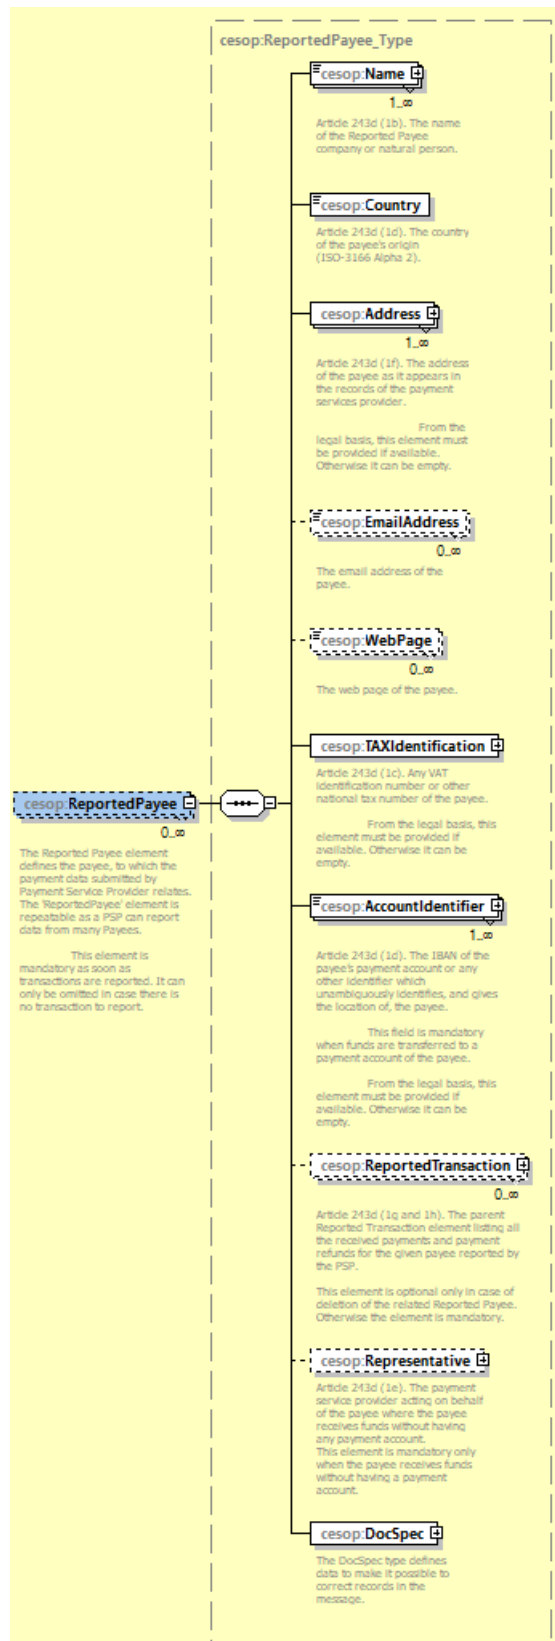 cesop:ReportedPayee_Type
cesop:Name
1..∞
Article 243d (1b). The name
of the Reported Payee
company or natural person.
cesop:Country
Article 243d (1d). The country
of the payee's origin
(ISO-3166 Alpha 2).
cesop:Address
1..∞
Article 243d (1f). The address
of the payee as it appears in
the records of the payment
services provider.
From the
legal basis, this element must
be provided if available.
Otherwise it can be empty.
cesop:EmailAddress
0..∞
The email address of the
payee.
cesop:WebPage
0..∞
The web page of the payee.
cesop:TAXIdentification
Article 243d (1c). Any VAT
identification number or other
national tax number of the payee.
From the legal basis, this
element must be provided if
available. Otherwise it can be
empty.
cesop:ReportedPayee
0..∞
The Reported Payee element
defines the payee, to which the
payment data submitted by
Payment Service Provider relates.
The 'ReportedPayee' element is
repeatable as a PSP can report
data from many Payees.
This element is
mandatory as soon as
transactions are reported. It can
only be omitted in case there is
no transaction to report.
cesop:AccountIdentifier
1..∞
Article 243d (1d). The IBAN of the
payee's payment account or any
other identifier which
unambiguously identifies, and gives
the location of, the payee.
This field is mandatory
when funds are transferred to a
payment account of the payee.
From the legal basis, this
element must be provided if
available. Otherwise it can be
empty.
cesop:ReportedTransaction
0..∞
Article 243d (1g and 1h). The parent
Reported Transaction element listing all
the received payments and payment
refunds for the given payee reported by
the PSP.
This element is optional only in case of
deletion of the related Reported Payee.
Otherwise the element is mandatory.
cesop:Representative
Article 243d (1e). The payment
service provider acting on behalf
of the payee where the payee
receives funds without having
any payment account.
This element is mandatory only
when the payee receives funds
without having a payment
account.
cesop:DocSpec
The DocSpec type defines
data to make it possible to
correct records in the
message.